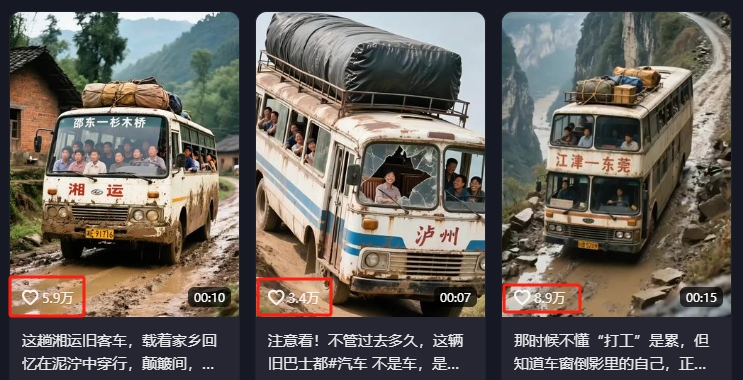 邵东一杉木桥
湘 运
湘·91716
5.9万
00:10
这趟湘运旧客车，载着家乡回
忆在泥泞中穿行，颠簸间，...
泸州
3.4万
00:07
注意看！不管过去多久，这辆
旧巴士都#汽车 不是车，是...
江津一东莞
8.9万
00:15
那时候不懂“打工”是累，但
知道车窗倒影里的自己，正...